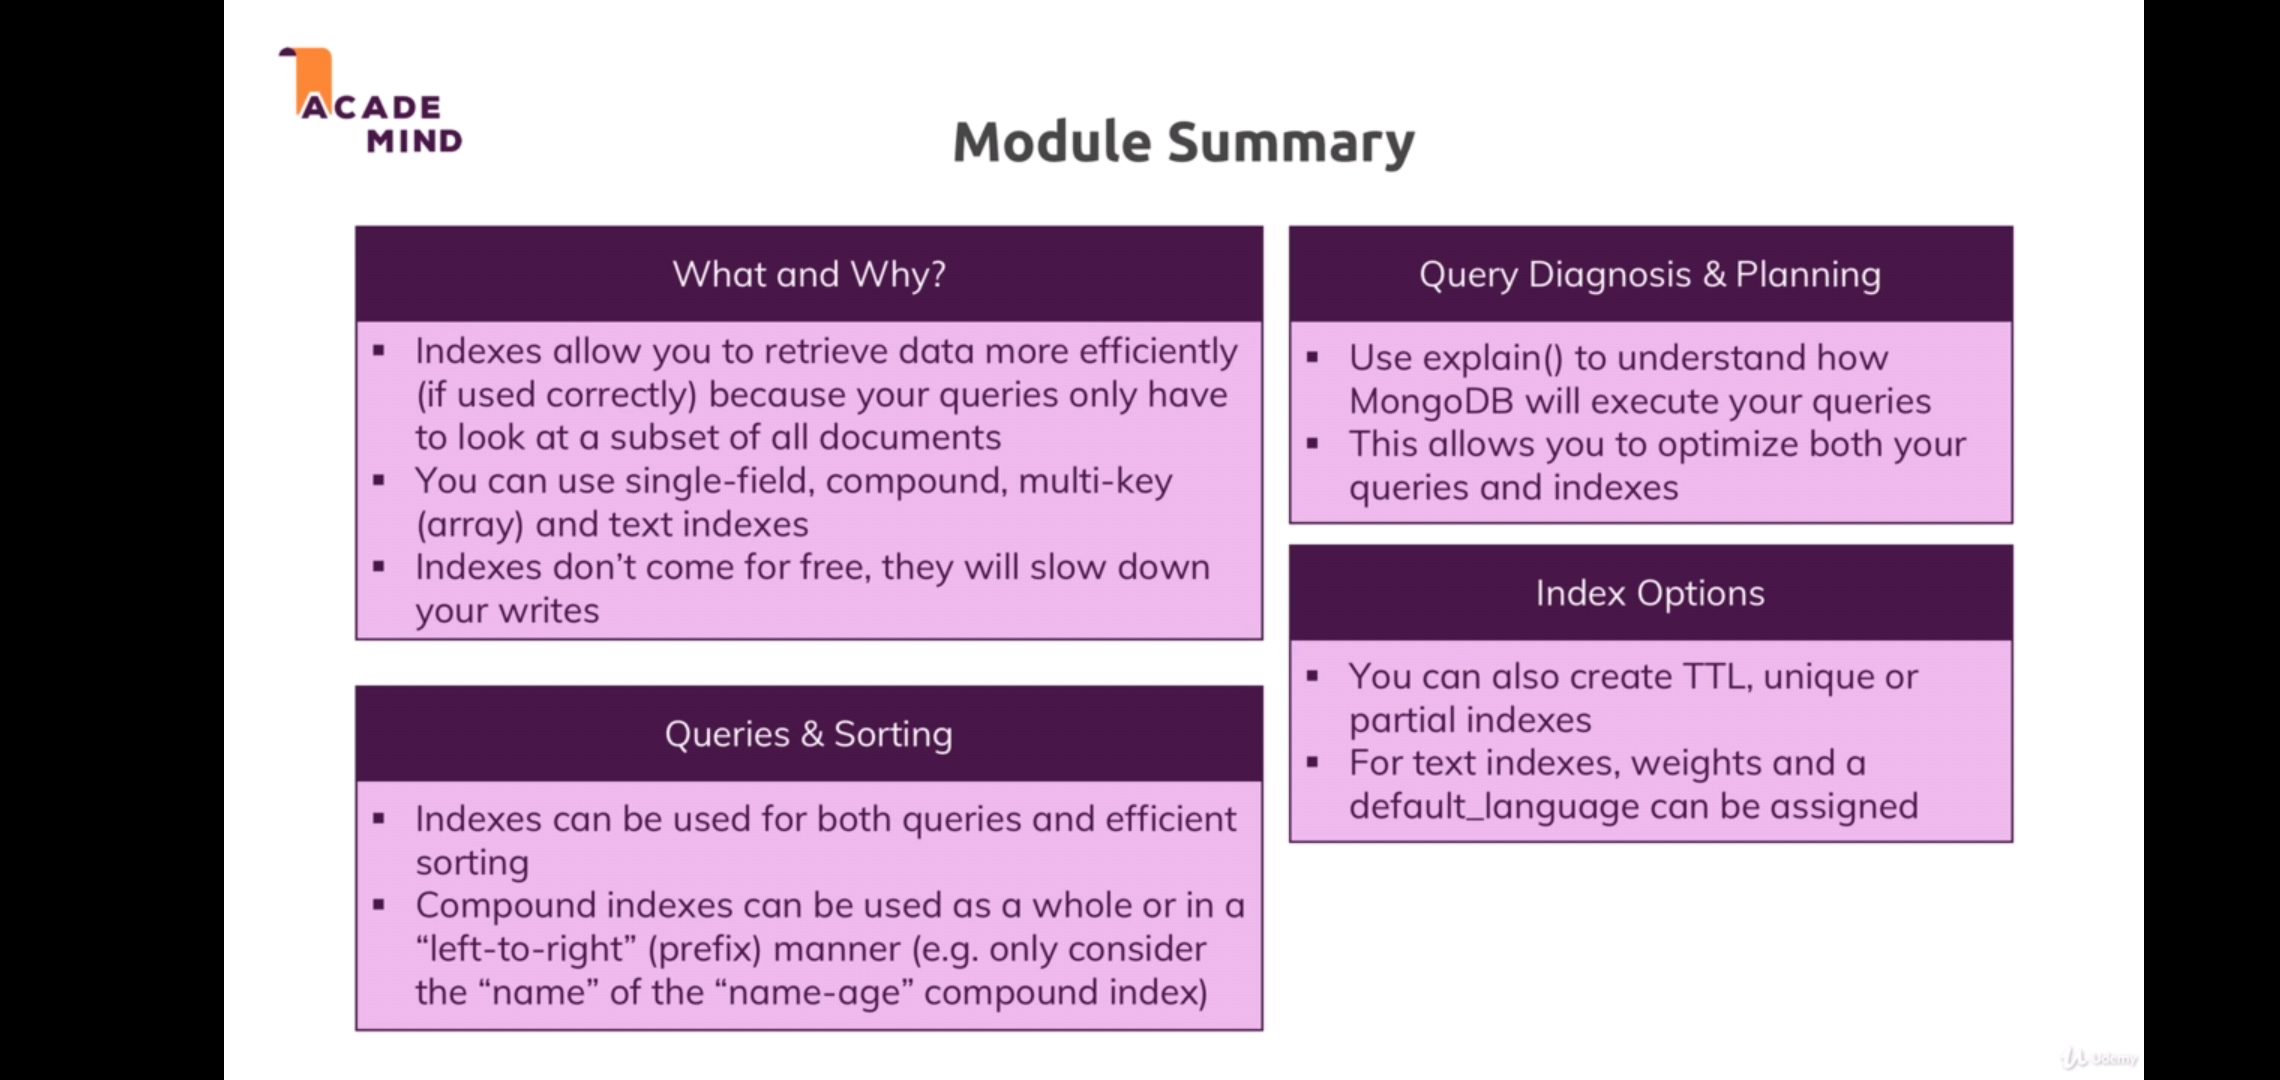 ACADE
MIND
Module Summary
What and Why?
▪ Indexes allow you to retrieve data more efficiently
(if used correctly) because your queries only have
to look at a subset of all documents
▪ You can use single-field, compound, multi-key
(array) and text indexes
▪ Indexes don’t come for free, they will slow down
your writes
Queries & Sorting
▪ Indexes can be used for both queries and efficient
sorting
▪ Compound indexes can be used as a whole or in a
“left-to-right” (prefix) manner (e.g. only consider
the “name” of the “name-age” compound index)
Query Diagnosis & Planning
▪ Use explain() to understand how
MongoDB will execute your queries
▪ This allows you to optimize both your
queries and indexes
Index Options
▪ You can also create TTL, unique or
partial indexes
▪ For text indexes, weights and a
default_language can be assigned
Udemy